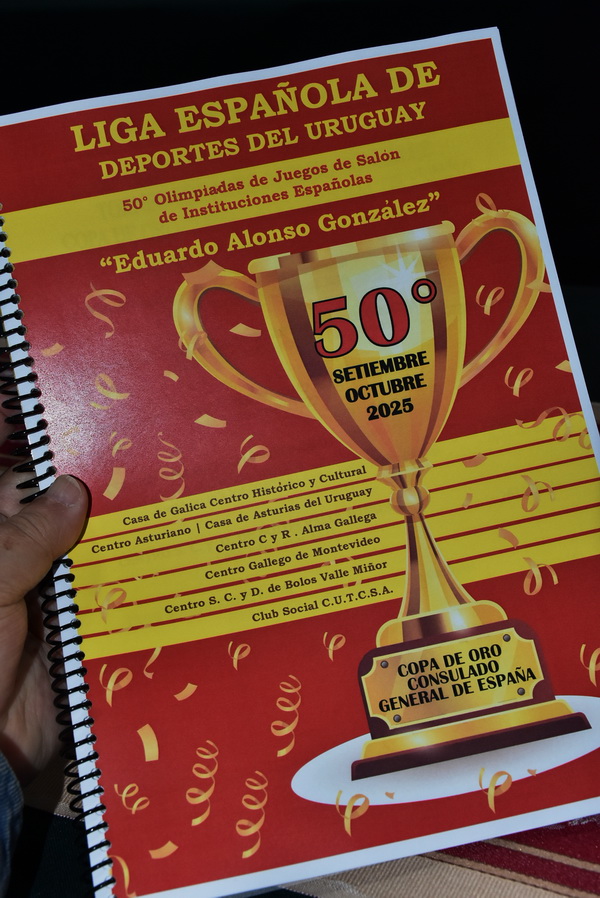 LIGA ESPAÑOLA DE
DEPORTES DEL URUGUAY
50° Olimpiadas de Juegos de Salón
de Instituciones Españolas
“Eduardo Alonso González”
50°
SETIEMBRE
OCTUBRE
2025
Casa de Galica Centro Histórico y Cultural
Centro Asturiano | Casa de Asturias del Uruguay
Centro C y R . Alma Gallega
Centro Gallego de Montevideo
Centro S. C. y D. de Bolos Valle Miñor
Club Social C.U.T.C.S.A.
COPA DE ORO
CONSULADO
GENERAL DE ESPAÑA